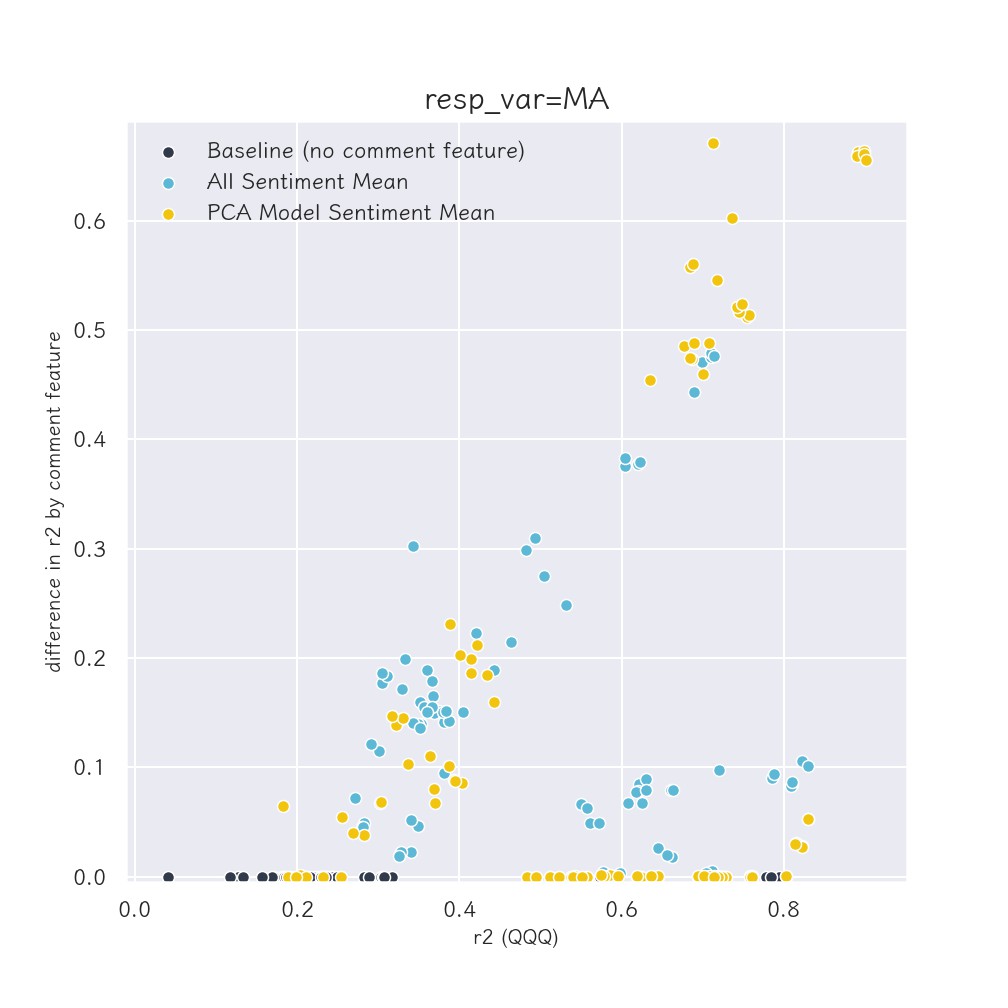 resp_var=MA
Baseline (no comment feature)
All Sentiment Mean
PCA Model Sentiment Mean
difference in r2 by comment feature
0.6
0.5
0.4
0.3
0.2
0.1
0.0
0.0 0.2 0.4 0.6 0.8
r2 (QQQ)